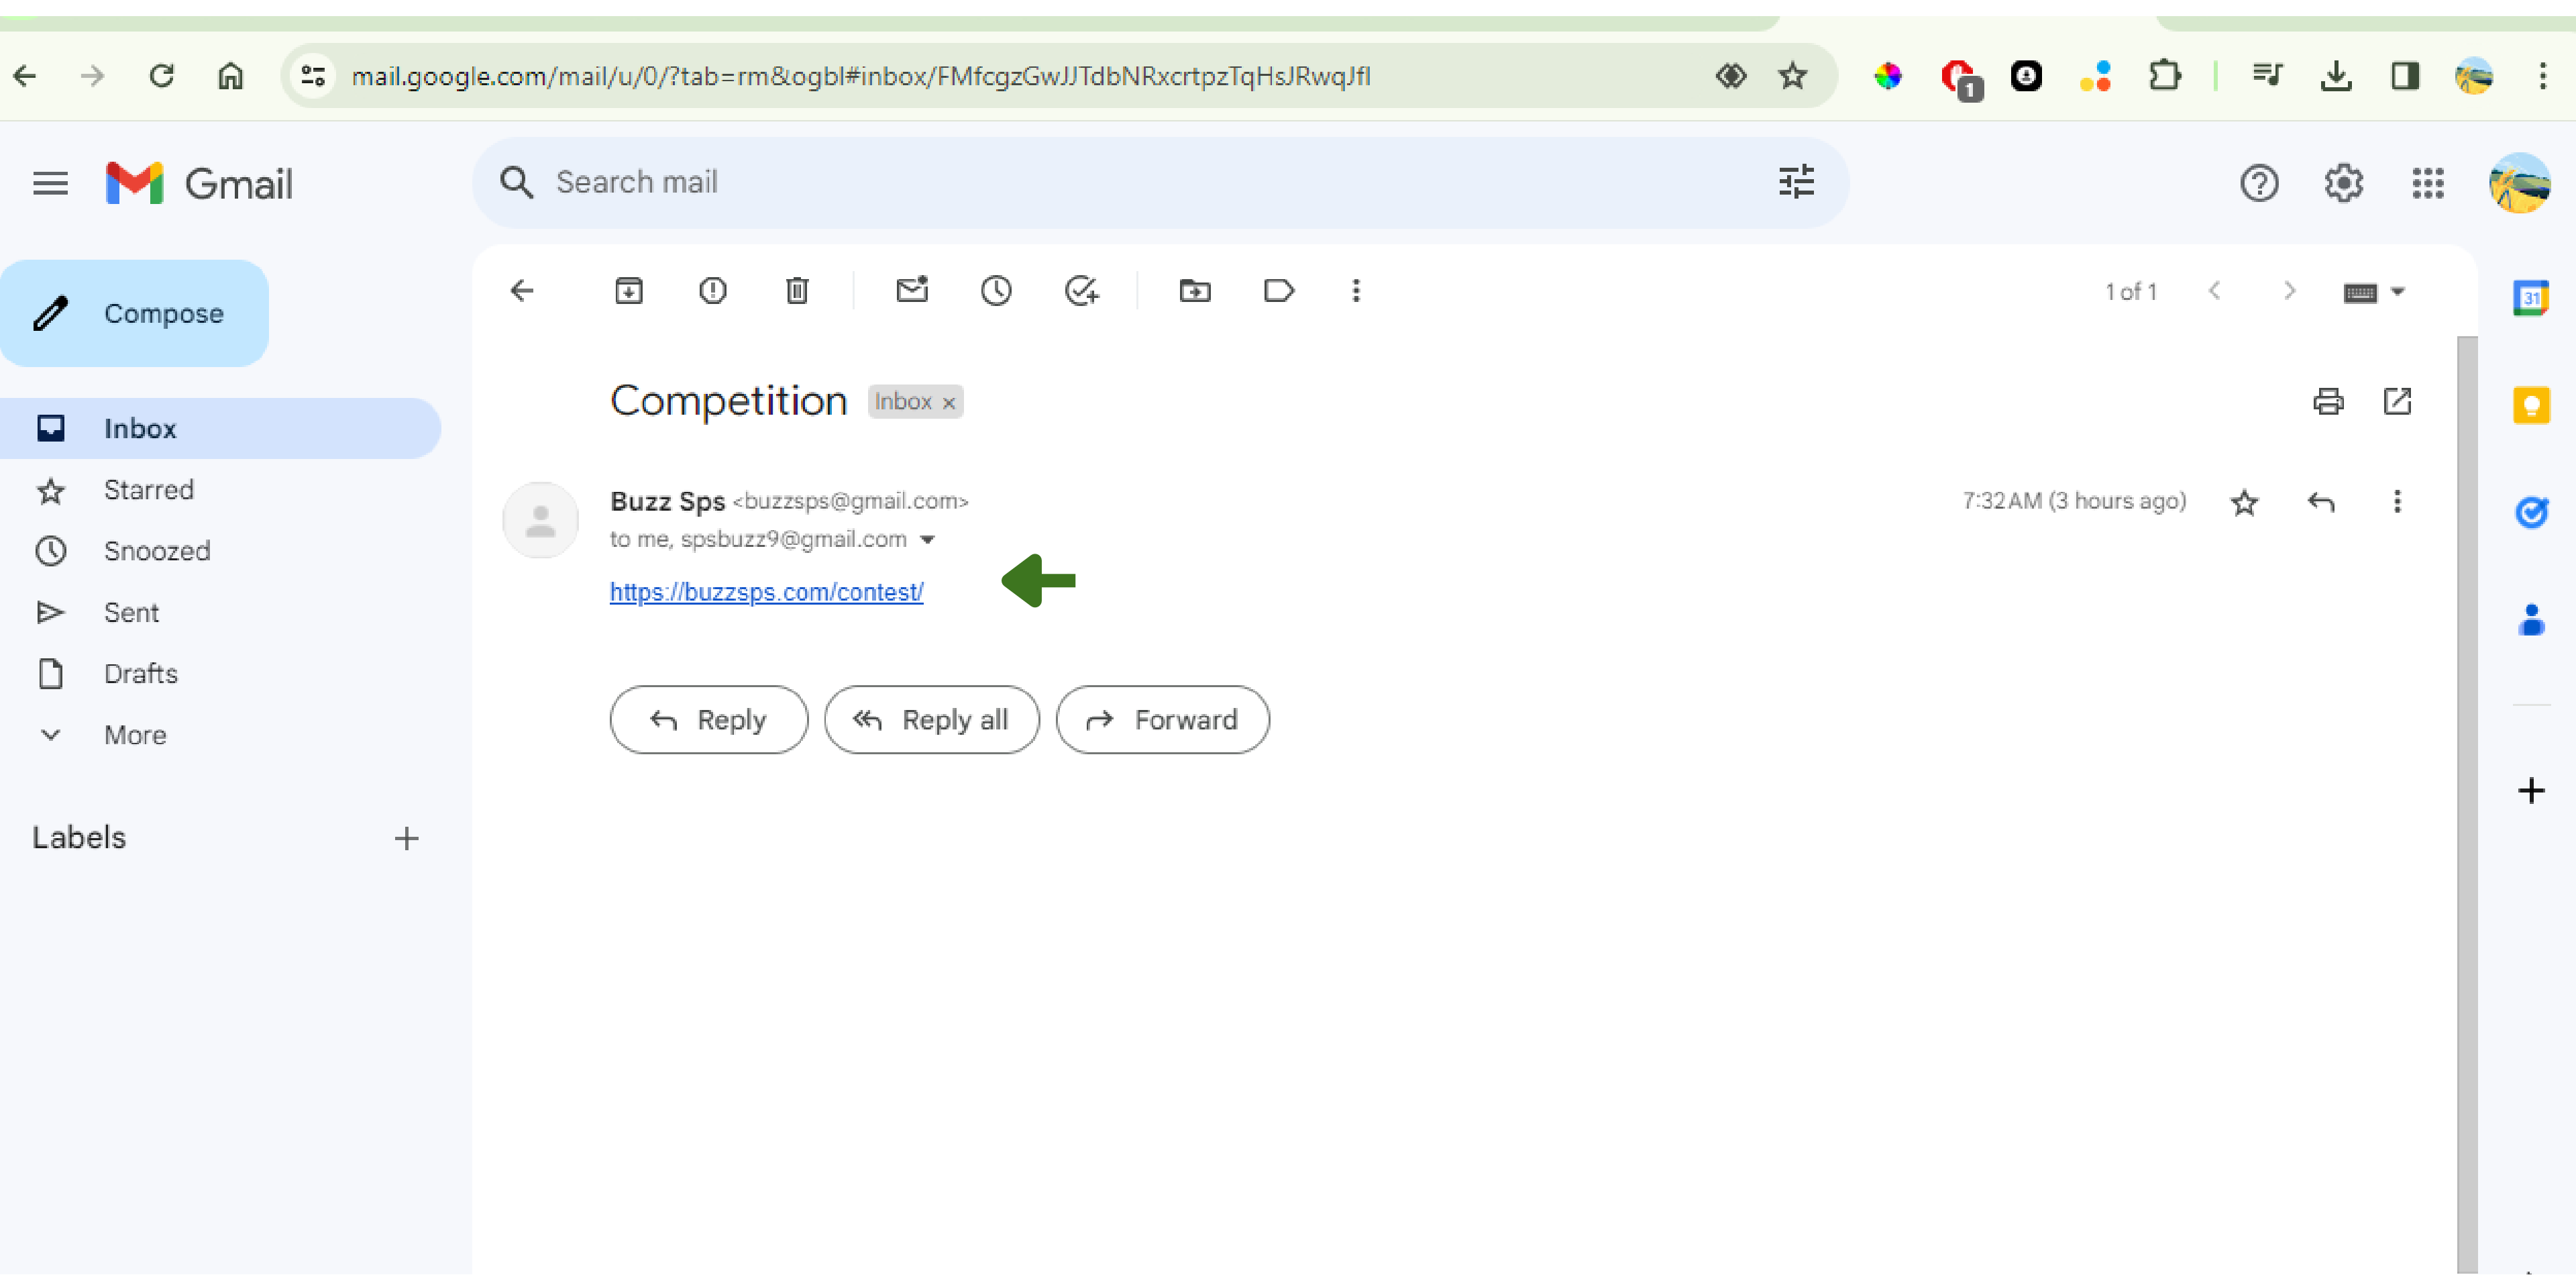 mail.google.com/mail/u/0/?tab=rm&ogbl#inbox/FMfcgzGwJJTdbNRxcrtpzTqHsJRwqJfl
1
Gmail
Search mail
Compose
1 of 1
31
Competition Inbox ×
Inbox
Starred
Snoozed
Sent
Drafts
More
Labels
Buzz Sps <buzzsps@gmail.com>
7:32 AM (3 hours ago)
to me, spsbuzz9@gmail.com
https://buzzsps.com/contest/
Reply
Reply all
Forward